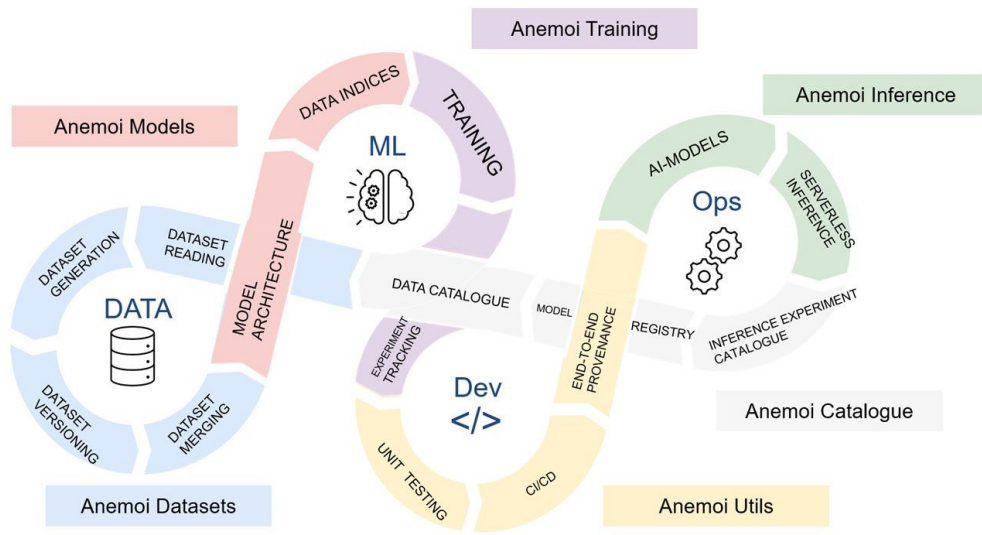 Anemoi Training
Anemoi Inference
Anemoi Models
DATA INDICES
TRAINING
ML
AI-MODELS
SERVERLESS
INFERENCE
Ops
DATASET
GENERATION
DATASET
READING
MODEL
ARCHITECTURE
DATA
DATA CATALOGUE
MODEL
REGISTRY
INFERENCE EXPERIMENT
CATALOGUE
EXPERIMENT
TRACKING
END-TO-END
PROVENANCE
Dev
</>
DATASET
VERSIONING
DATASET
MERGING
UNIT TESTING
CI/CD
Anemoi Catalogue
Anemoi Datasets
Anemoi Utils